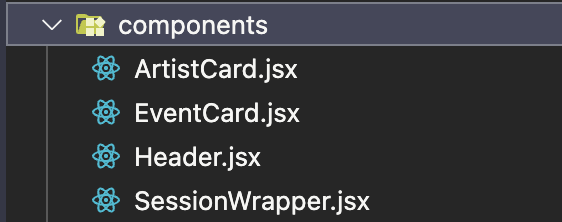 components
ArtistCard.jsx
EventCard.jsx
Header.jsx
SessionWrapper.jsx